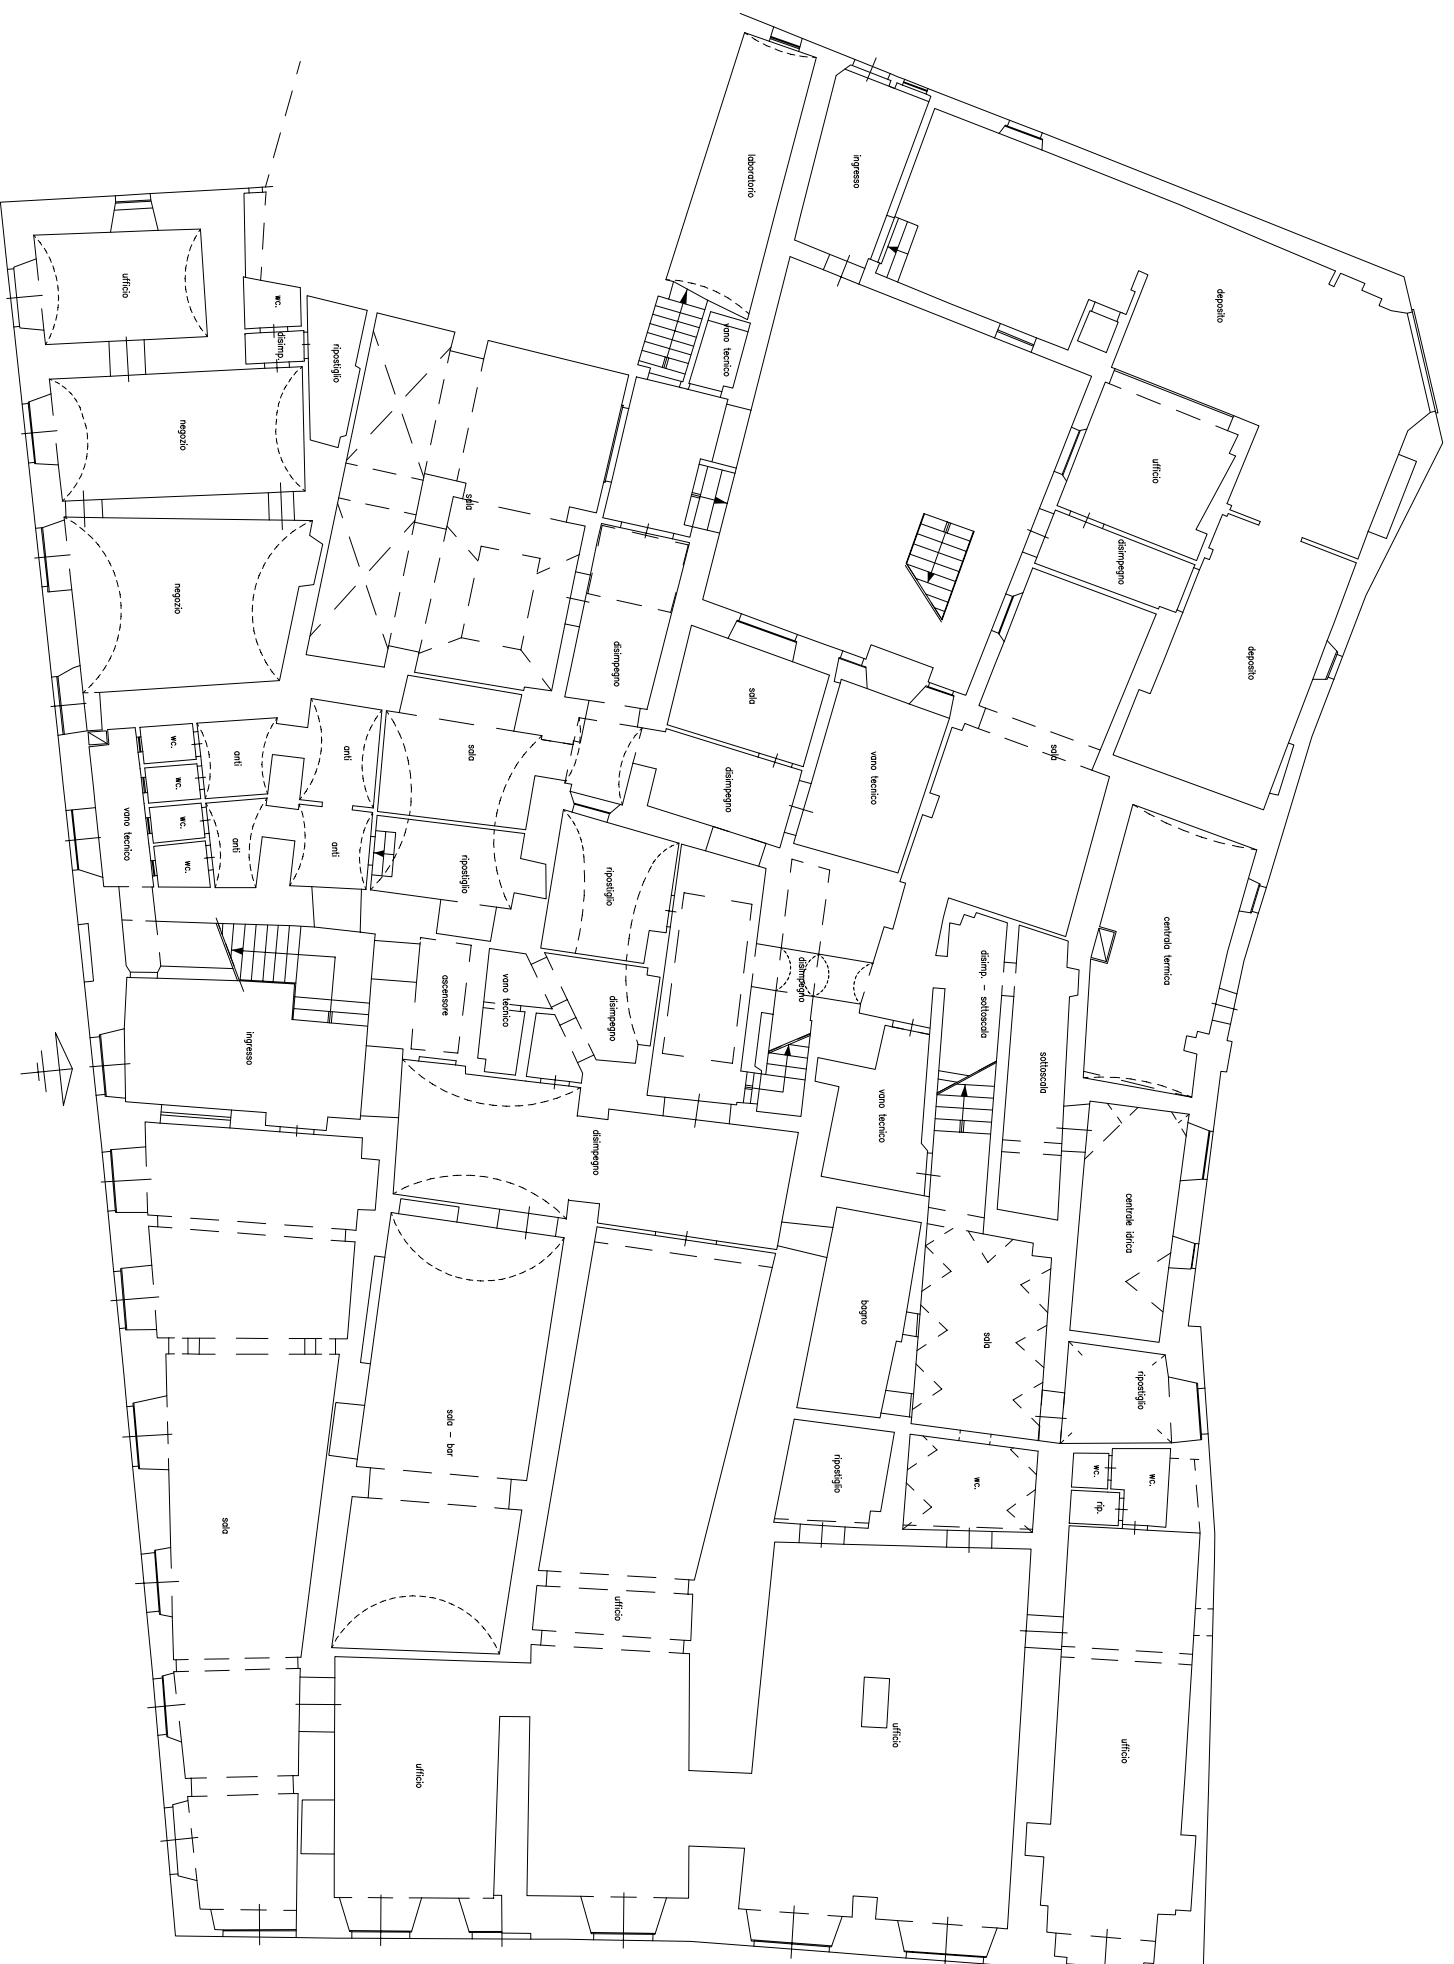 laboratorio
ingresso
deposito
ufficio
wc.
disimp.
ripostiglio
vano tecnico
negozio
ufficio
sala
disimpegno
negozio
disimpegno
deposito
sala
sala
sala
vano tecnico
disimpegno
wc.
anti
anti
wc.
wc.
wc.
anti
anti
vano tecnico
ripostiglio
ripostiglio
centrale termica
disimpegno
disimp. - sottoscala
ascensore
vano tecnico
disimpegno
ingresso
sottoscala
vano tecnico
disimpegno
centrale idrica
bagno
sala
ripostiglio
sala - bar
ripostiglio
wc.
wc.
wc.
rip.
sala
ufficio
ufficio
ufficio
ufficio